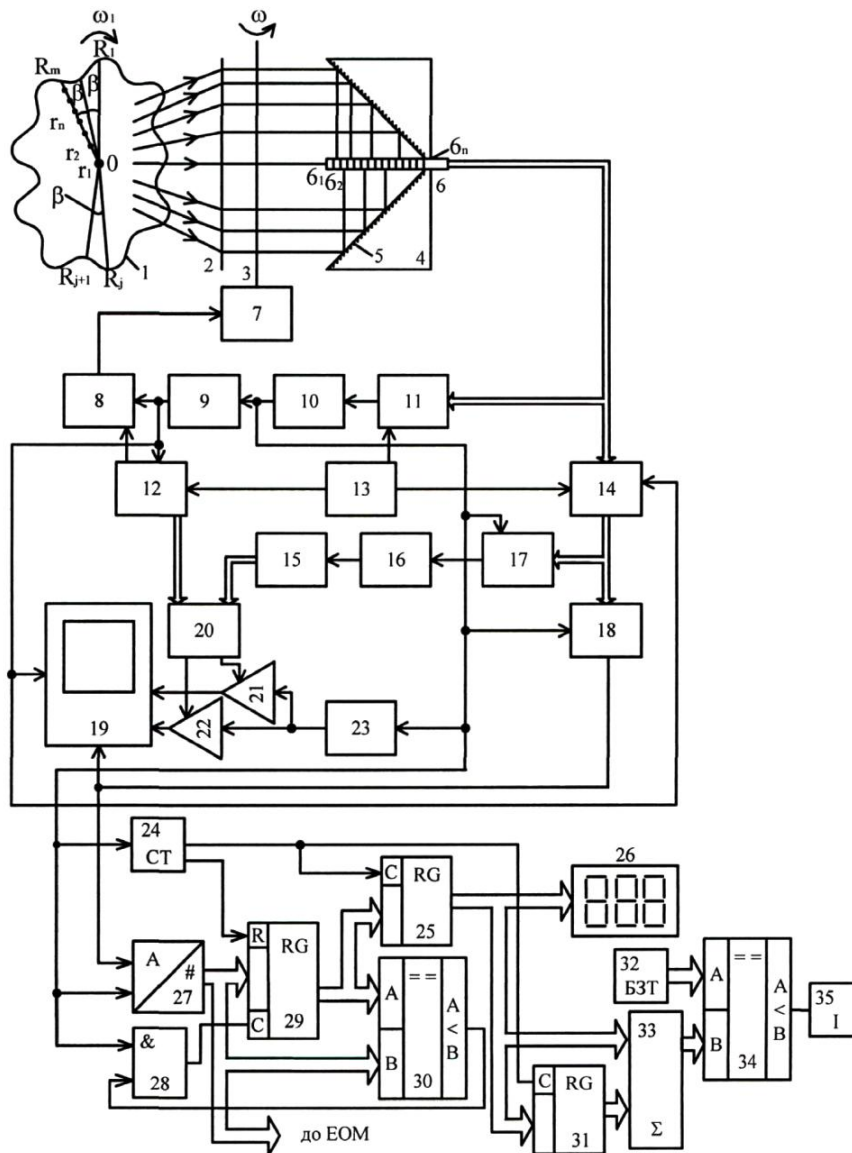 ω₁
ω
R₁
Rₘ
β
β
rₙ
r₂
r₁
0
β
Rⱼ₊₁
Rⱼ
1
2
3
6₁
6₂
6ₙ
6
5
4
7
8
9
10
11
12
13
14
15
16
17
18
20
21
22
19
23
24
CT
C
RG
25
26
R
RG
C
29
A
#
27
&
28
A
B
==
A<B
30
32
БЗТ
33
Σ
A
B
==
A<B
34
35
I
C
RG
31
до ЕОМ